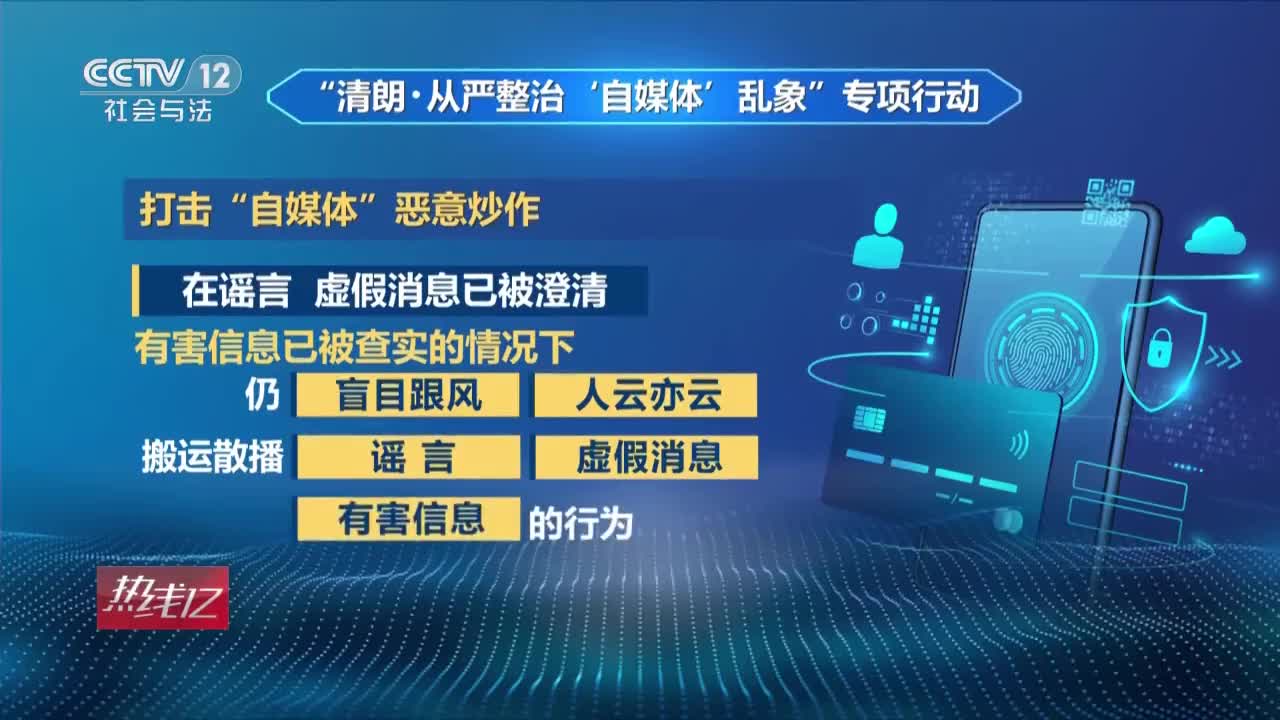 CCTV 12
社会与法
“清朗·从严整治‘自媒体’乱象”专项行动
打击“自媒体”恶意炒作
在谣言 虚假消息已被澄清
有害信息已被查实的情况下
仍 盲目跟风 人云亦云
搬运散播 谣言 虚假消息
有害信息 的行为
热线12